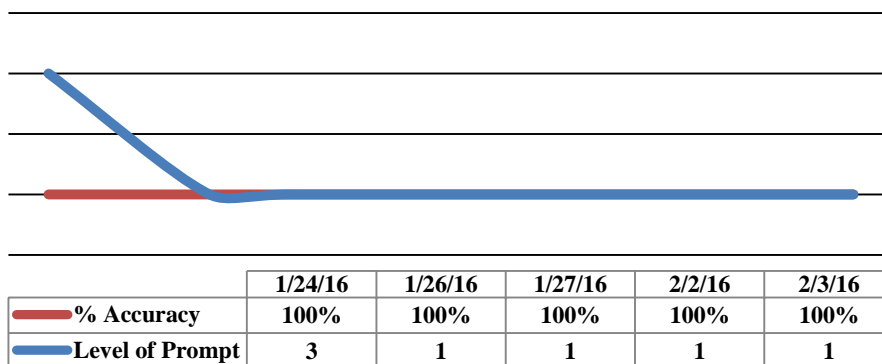 1/24/16 1/26/16 1/27/16 2/2/16 2/3/16
% Accuracy 100% 100% 100% 100% 100%
Level of Prompt 3 1 1 1 1